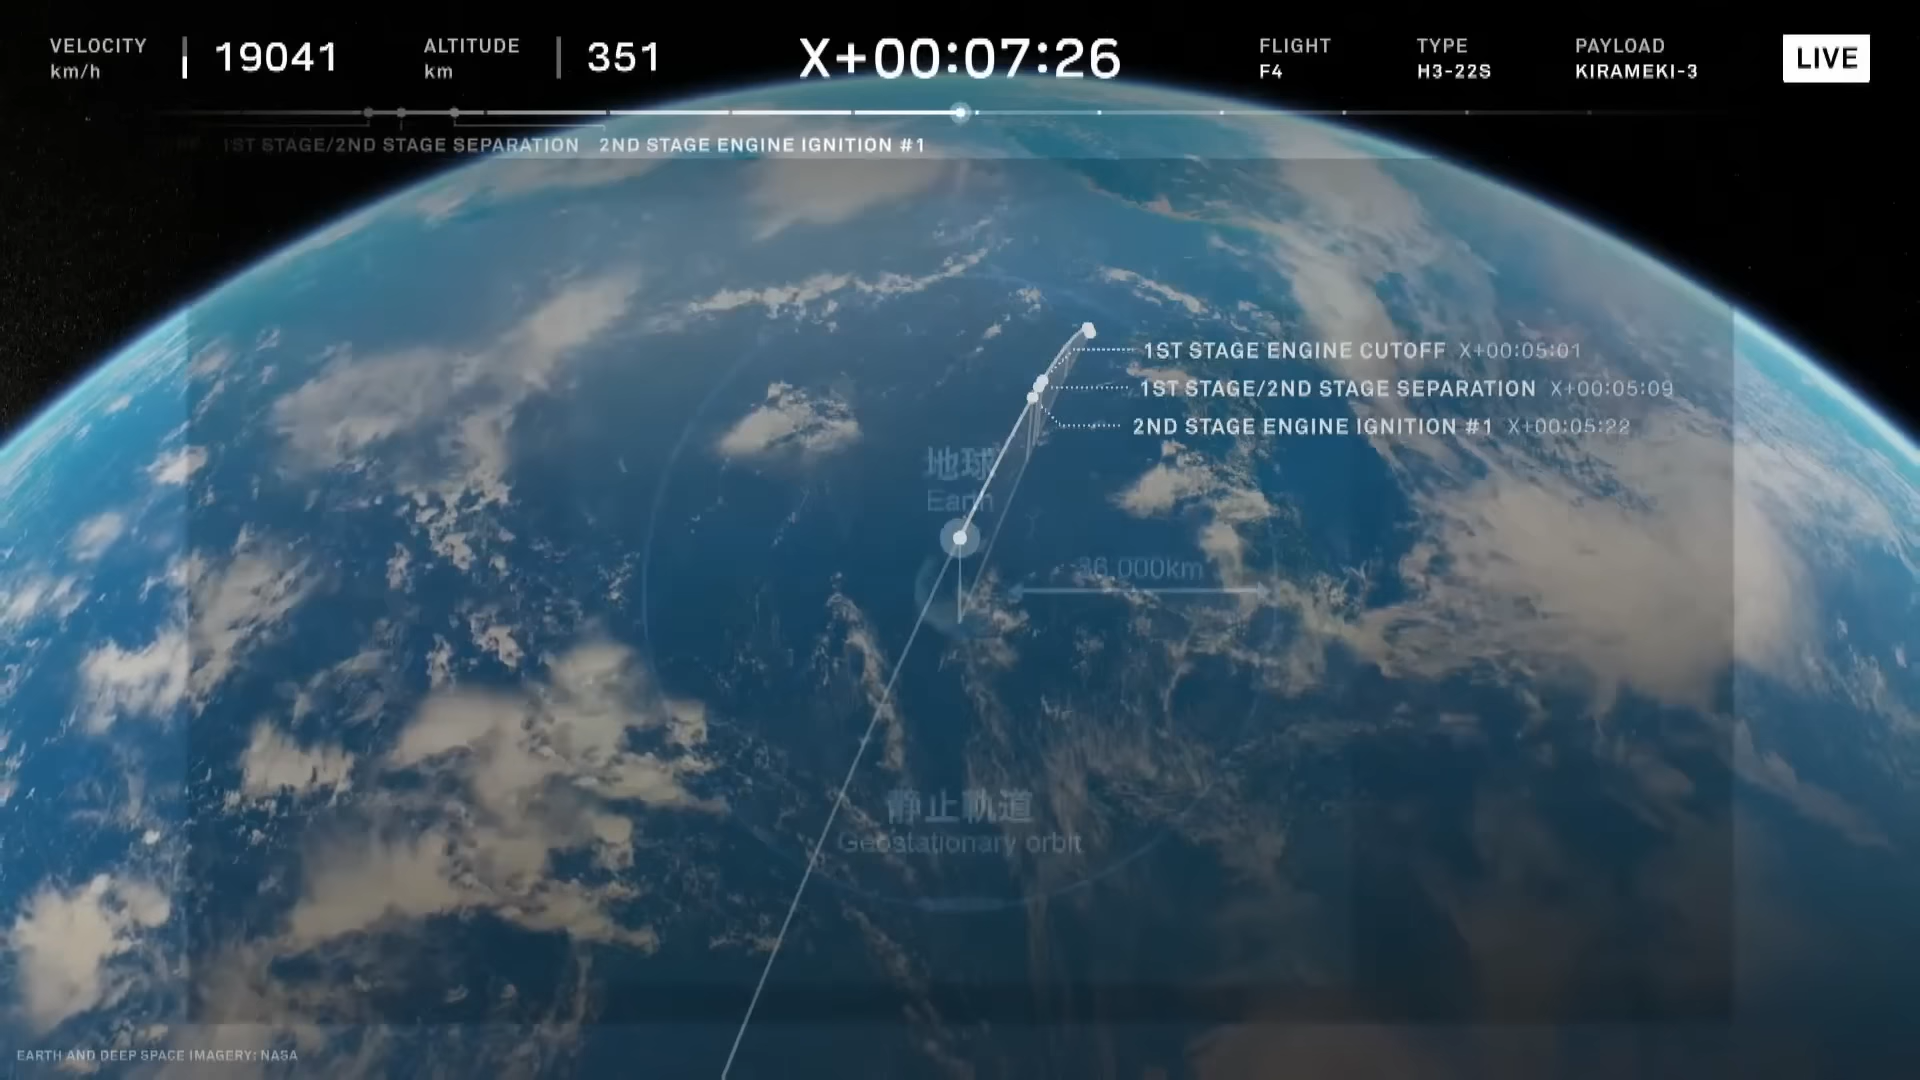 VELOCITY
km/h
19041
ALTITUDE
km
351
X+00:07:26
FLIGHT
F4
TYPE
H3-22S
PAYLOAD
KIRAMEKI-3
LIVE
1ST STAGE/2ND STAGE SEPARATION
2ND STAGE ENGINE IGNITION #1
1ST STAGE ENGINE CUTOFF X+00:05:01
1ST STAGE/2ND STAGE SEPARATION X+00:05:09
2ND STAGE ENGINE IGNITION #1 X+00:05:22
地球
Earth
36,000km
静止軌道
Geostationary orbit
EARTH AND DEEP SPACE IMAGERY: NASA